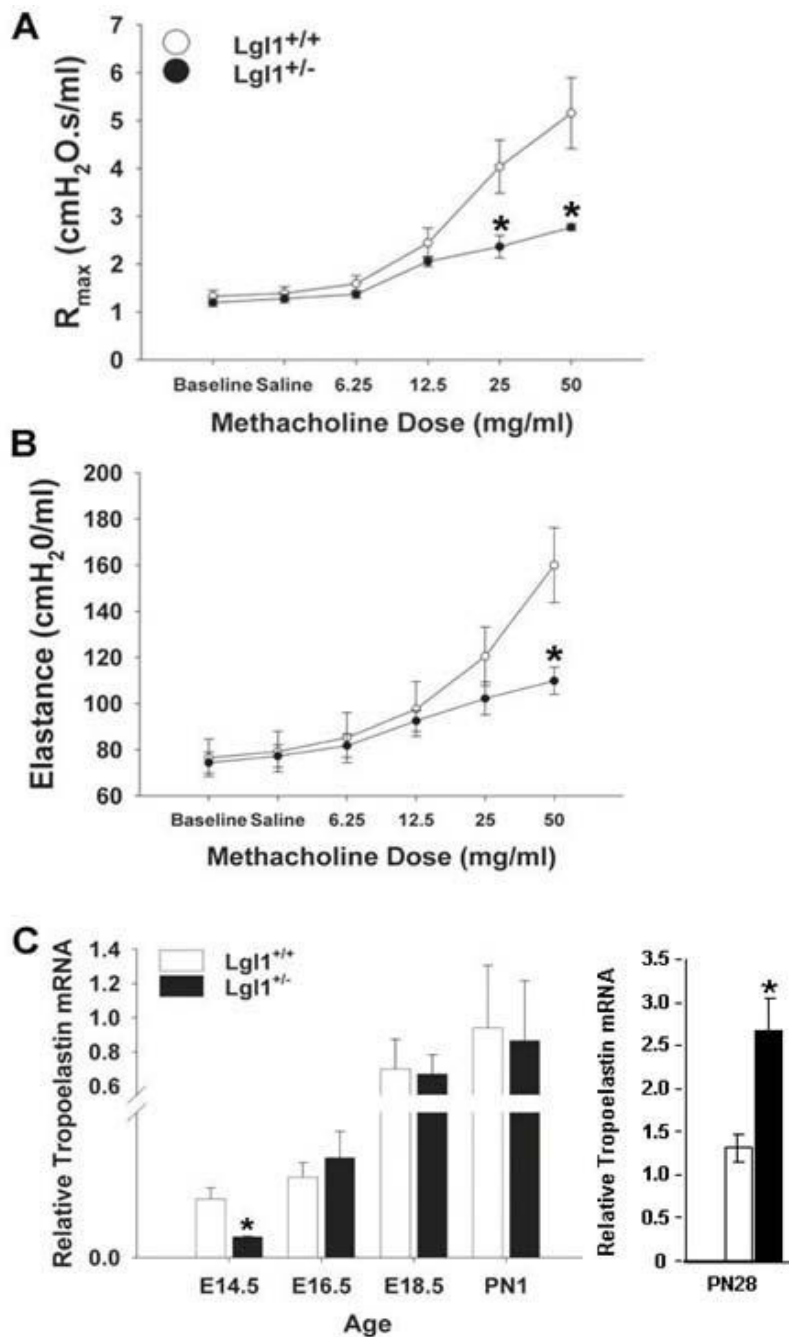 A
Lgl1+/+
Lgl1+/-
7
6
5
4
3
2
1
0
Rmax (cmH2O.s/ml)
* *
Baseline Saline 6.25 12.5 25 50
Methacholine Dose (mg/ml)
B
200
180
160
140
120
100
80
60
Elastance (cmH20/ml)
*
Baseline Saline 6.25 12.5 25 50
Methacholine Dose (mg/ml)
C
Lgl1+/+
Lgl1+/-
1.4
1.2
1.0
0.8
0.6
0.0
Relative Tropoelastin mRNA
*
E14.5 E16.5 E18.5 PN1
Age
3.5
3.0
2.5
2.0
1.5
1.0
0.5
0
Relative Tropoelastin mRNA
*
PN28